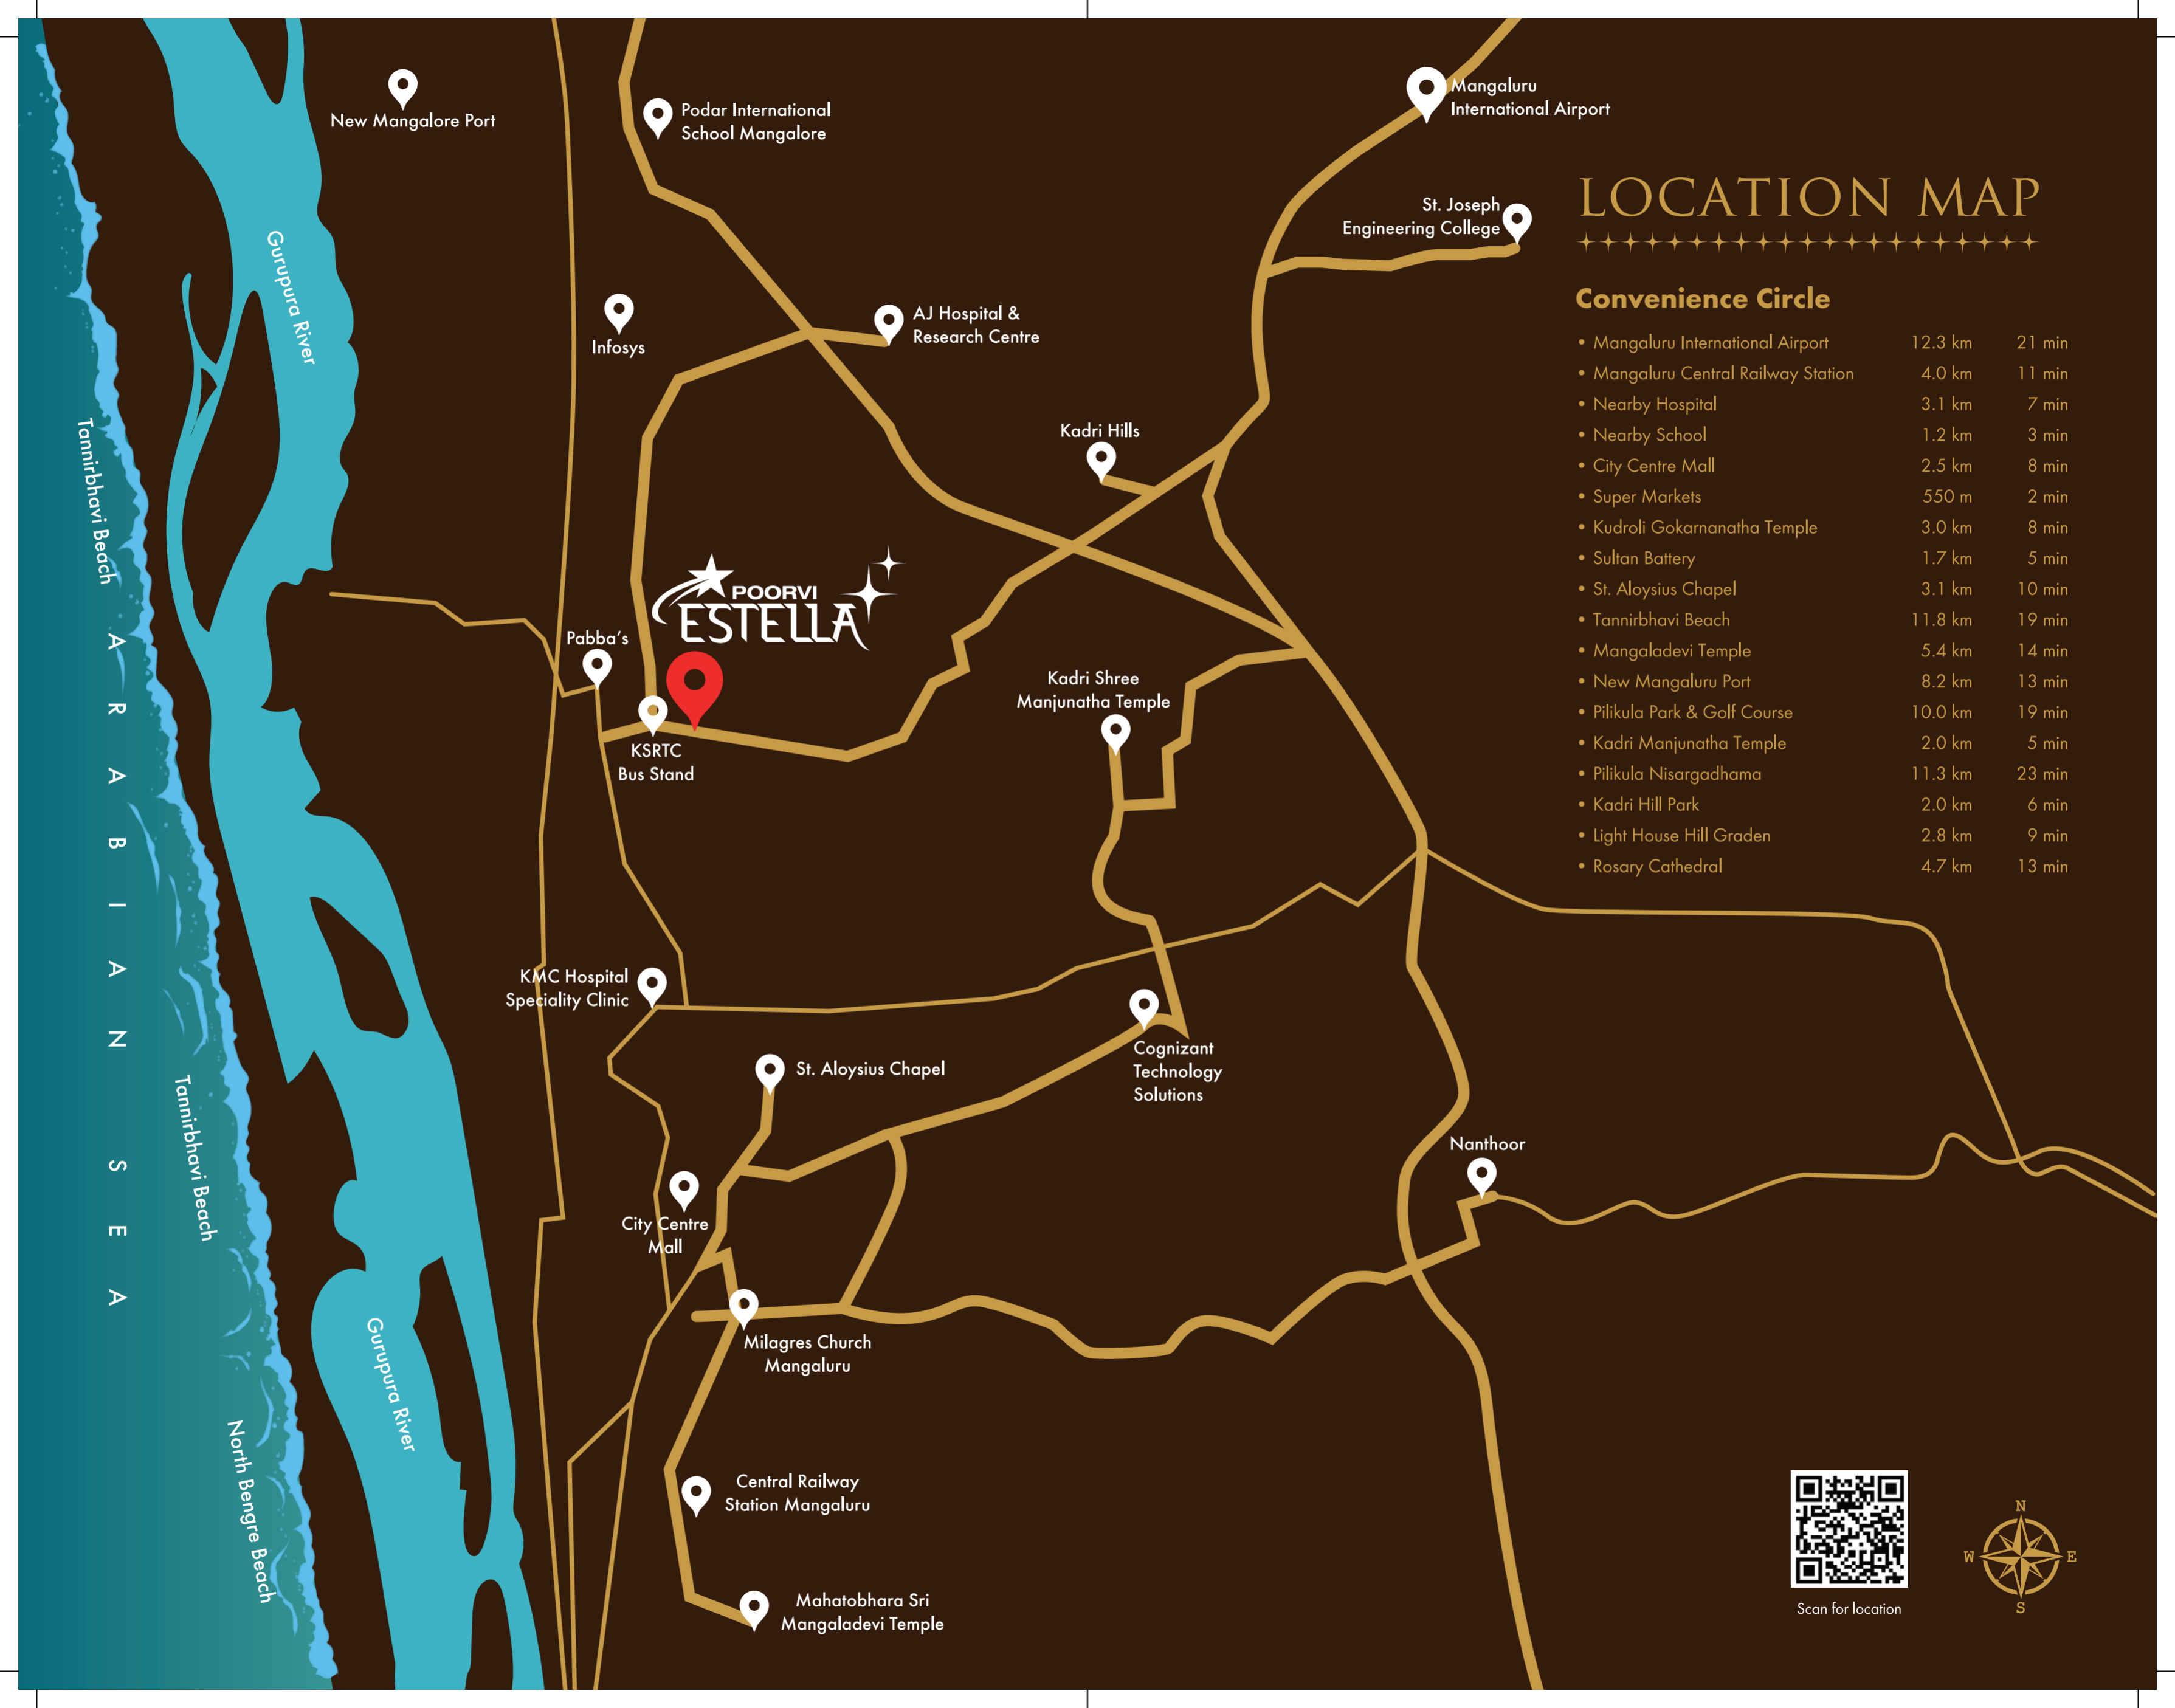 New Mangalore Port
Podar International
School Mangalore
Mangaluru
International Airport
St. Joseph
Engineering College
LOCATION MAP
Convenience Circle
• Mangaluru International Airport 12.3 km 21 min
• Mangaluru Central Railway Station 4.0 km 11 min
• Nearby Hospital 3.1 km 7 min
• Nearby School 1.2 km 3 min
• City Centre Mall 2.5 km 8 min
• Super Markets 550 m 2 min
• Kudroli Gokarnanatha Temple 3.0 km 8 min
• Sultan Battery 1.7 km 5 min
• St. Aloysius Chapel 3.1 km 10 min
• Tannirbhavi Beach 11.8 km 19 min
• Mangaladevi Temple 5.4 km 14 min
• New Mangaluru Port 8.2 km 13 min
• Pilikula Park & Golf Course 10.0 km 19 min
• Kadri Manjunatha Temple 2.0 km 5 min
• Pilikula Nisargadhama 11.3 km 23 min
• Kadri Hill Park 2.0 km 6 min
• Light House Hill Graden 2.8 km 9 min
• Rosary Cathedral 4.7 km 13 min
Gurupura River
Infosys
AJ Hospital &
Research Centre
Kadri Hills
Tannirbhavi Beach
ARABIAN SEA
POORVI
ESTELLA
Pabba's
KSRTC
Bus Stand
Kadri Shree
Manjunatha Temple
KMC Hospital
Speciality Clinic
Cognizant
Technology
Solutions
St. Aloysius Chapel
Tannirbhavi Beach
Nanthoor
City Centre
Mall
Milagres Church
Mangaluru
Gurupura River
North Bengre Beach
Central Railway
Station Mangaluru
Mahatobhara Sri
Mangaladevi Temple
Scan for location
N
W
E
S